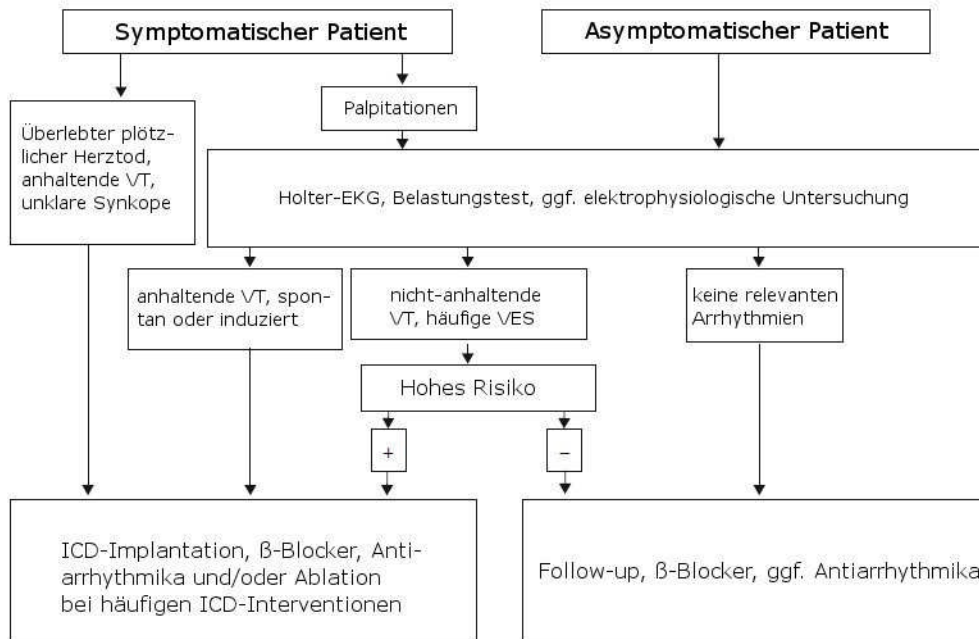 Symptomatischer Patient
Asymptomatischer Patient
Palpitationen
Überlebter plötz-
licher Herztod,
anhaltende VT,
unklare Synkope
Holter-EKG, Belastungstest, ggf. elektrophysiologische Untersuchung
anhaltende VT, spon-
tan oder induziert
nicht-anhaltende
VT, häufige VES
keine relevanten
Arrhythmien
Hohes Risiko
+
–
ICD-Implantation, ß-Blocker, Anti-
arrhythmika und/oder Ablation
bei häufigen ICD-Interventionen
Follow-up, ß-Blocker, ggf. Antiarrhythmika